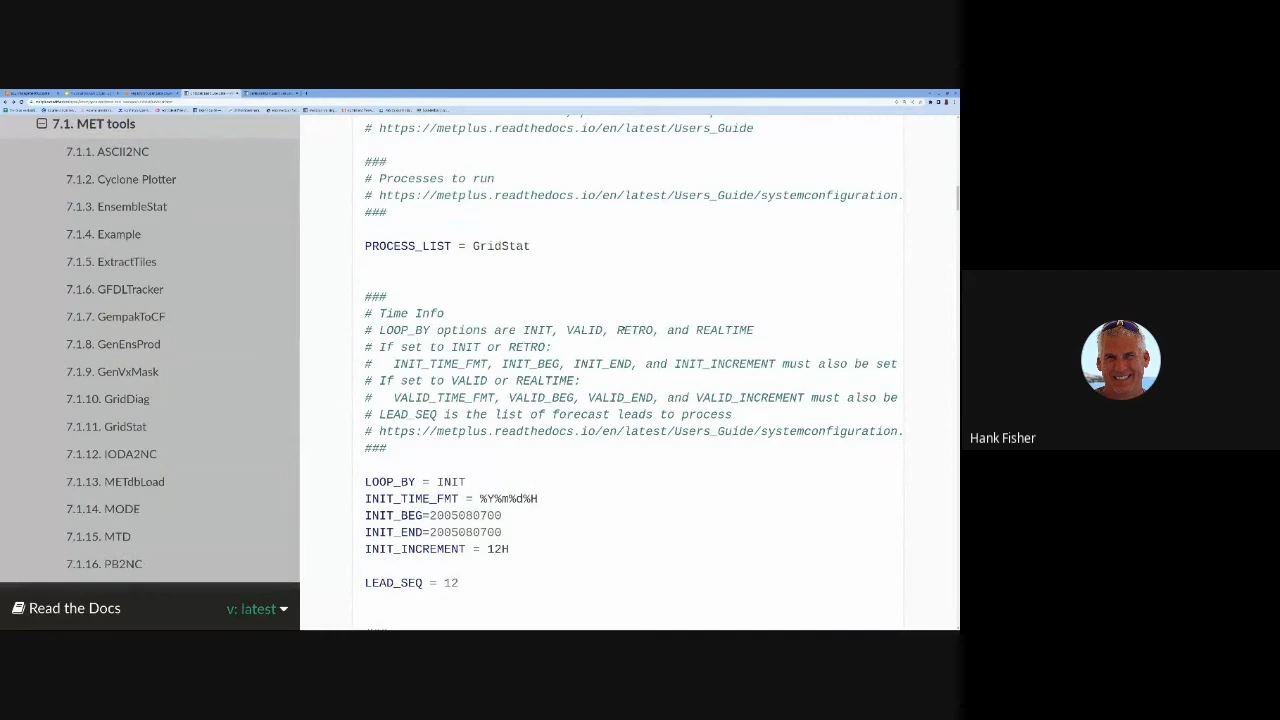 7.1. MET tools
7.1.1. ASCII2NC
7.1.2. Cyclone Plotter
7.1.3. EnsembleStat
7.1.4. Example
7.1.5. ExtractTiles
7.1.6. GFDLTracker
7.1.7. GempakToCF
7.1.8. GenEnsProd
7.1.9. GenVxMask
7.1.10. GridDiag
7.1.11. GridStat
7.1.12. IODA2NC
7.1.13. METdbLoad
7.1.14. MODE
7.1.15. MTD
7.1.16. PB2NC
Read the Docs
v: latest
# https://metplus.readthedocs.io/en/latest/Users_Guide
###
# Processes to run
# https://metplus.readthedocs.io/en/latest/Users_Guide/systemconfiguration.
###
PROCESS_LIST = GridStat
###
# Time Info
# LOOP_BY options are INIT, VALID, RETRO, and REALTIME
# If set to INIT or RETRO:
#   INIT_TIME_FMT, INIT_BEG, INIT_END, and INIT_INCREMENT must also be set
# If set to VALID or REALTIME:
#   VALID_TIME_FMT, VALID_BEG, VALID_END, and VALID_INCREMENT must also be
# LEAD_SEQ is the list of forecast leads to process
# https://metplus.readthedocs.io/en/latest/Users_Guide/systemconfiguration.
###
LOOP_BY = INIT
INIT_TIME_FMT = %Y%m%d%H
INIT_BEG=2005080700
INIT_END=2005080700
INIT_INCREMENT = 12H
LEAD_SEQ = 12
Hank Fisher